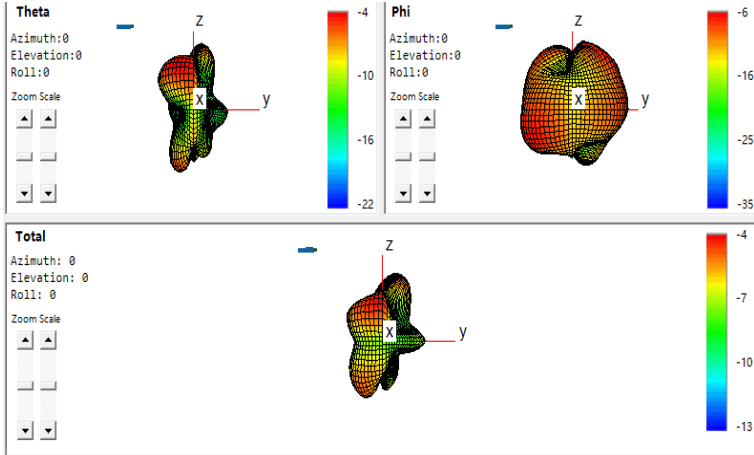 Theta
Azimuth:0
Elevation:0
Roll:0
Zoom Scale
Z
X
y
-4
-10
-16
-22
Phi
Azimuth:0
Elevation:0
Roll:0
Zoom Scale
Z
X
y
-6
-16
-25
-35
Total
Azimuth: 0
Elevation: 0
Roll: 0
Zoom Scale
Z
X
y
-4
-7
-10
-13